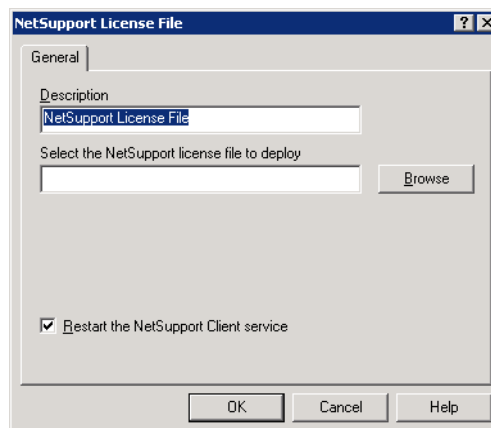 NetSupport License File
General
Description
NetSupport License File
Select the NetSupport license file to deploy
Browse
Restart the NetSupport Client service
OK Cancel Help